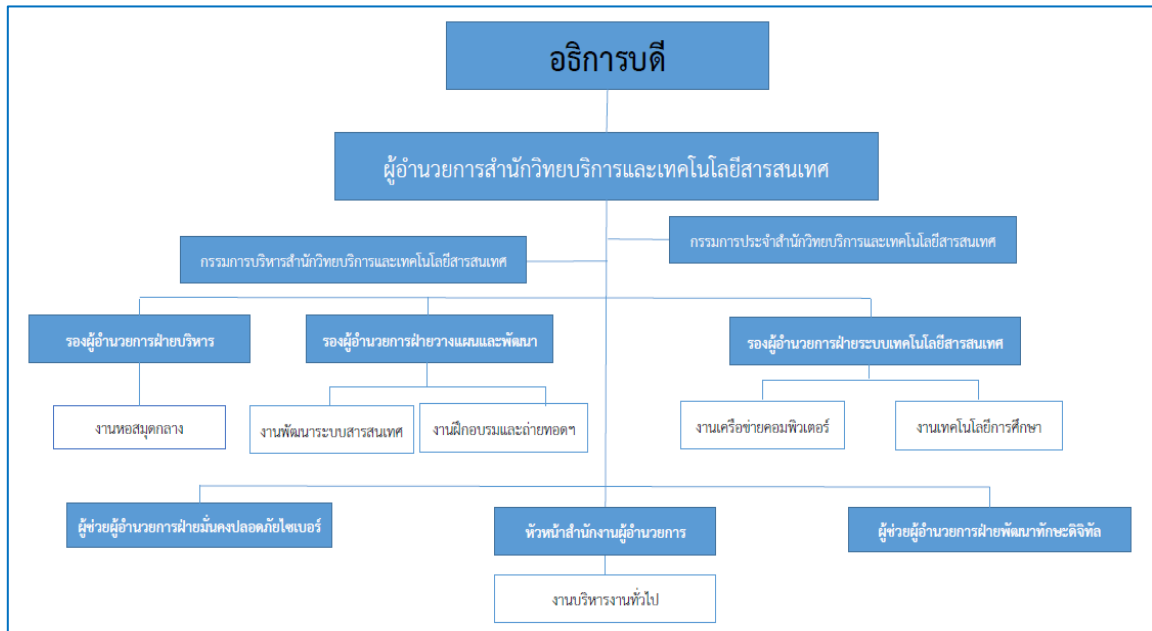 อธิการบดี
ผู้อำนวยการสำนักวิทยบริการและเทคโนโลยีสารสนเทศ
กรรมการประจำสำนักวิทยบริการและเทคโนโลยีสารสนเทศ
กรรมการบริหารสำนักวิทยบริการและเทคโนโลยีสารสนเทศ
รองผู้อำนวยการฝ่ายบริหาร
รองผู้อำนวยการฝ่ายวางแผนและพัฒนา
รองผู้อำนวยการฝ่ายระบบเทคโนโลยีสารสนเทศ
งานหอสมุดกลาง
งานพัฒนาระบบสารสนเทศ
งานฝึกอบรมและถ่ายทอดฯ
งานเครือข่ายคอมพิวเตอร์
งานเทคโนโลยีการศึกษา
ผู้ช่วยผู้อำนวยการฝ่ายมั่นคงปลอดภัยไซเบอร์
หัวหน้าสำนักงานผู้อำนวยการ
ผู้ช่วยผู้อำนวยการฝ่ายพัฒนาทักษะดิจิทัล
งานบริหารงานทั่วไป